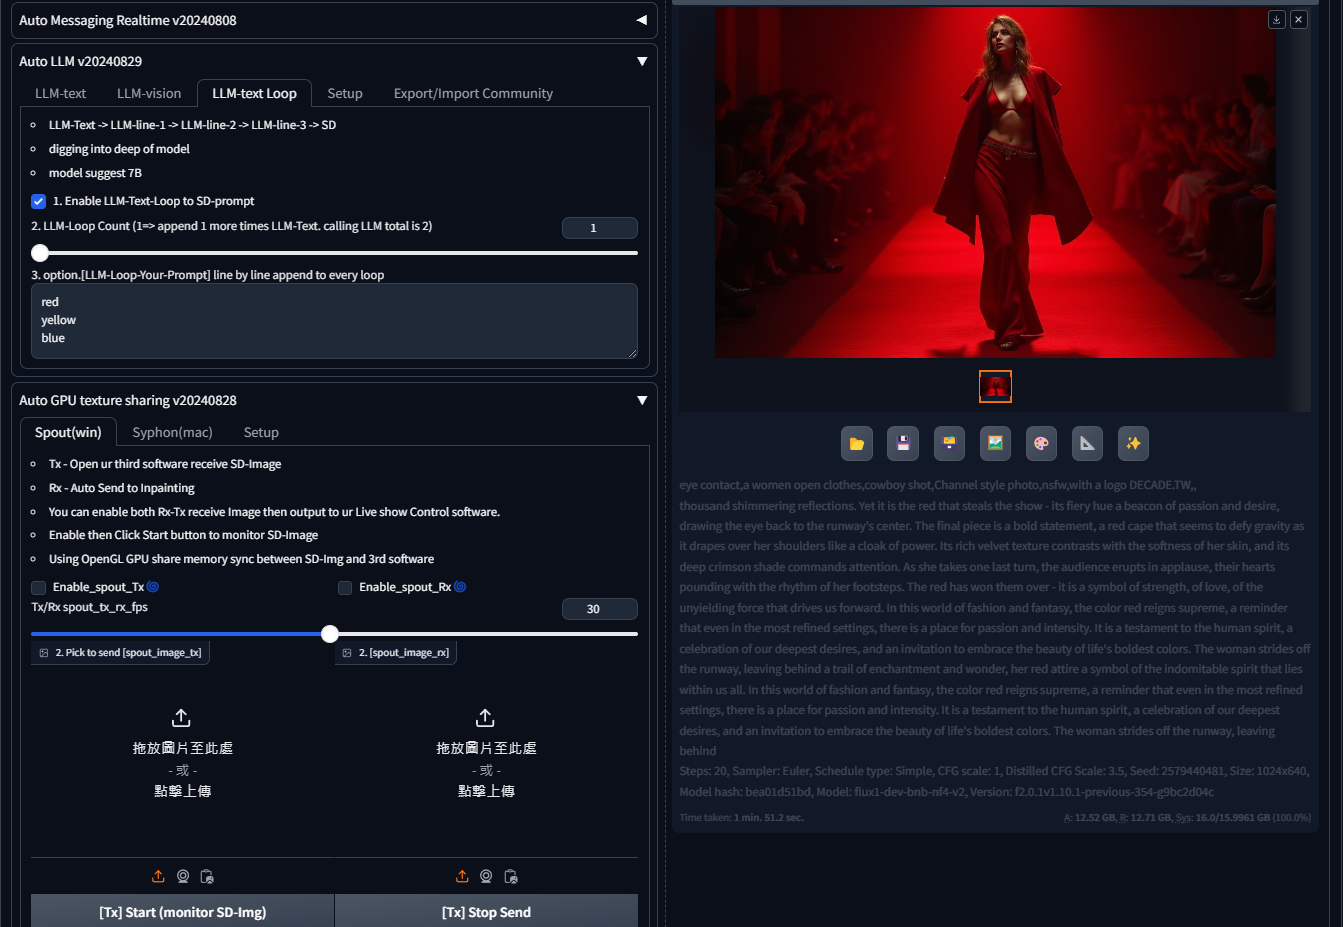 Auto Messaging Realtime v20240808
Auto LLM v20240829
LLM-text
LLM-vision
LLM-text Loop
Setup
Export/Import Community
LLM-Text -> LLM-line-1 -> LLM-line-2 -> LLM-line-3 -> SD
digging into deep of model
model suggest 7B
1. Enable LLM-Text-Loop to SD-prompt
2. LLM-Loop Count (1=> append 1 more times LLM-Text. calling LLM total is 2)
1
3. option.[LLM-Loop-Your-Prompt] line by line append to every loop
red
yellow
blue
Auto GPU texture sharing v20240828
Spout(win)
Syphon(mac)
Setup
Tx - Open ur third software receive SD-Image
Rx - Auto Send to Inpainting
You can enable both Rx-Tx receive Image then output to ur Live show Control software.
Enable then Click Start button to monitor SD-Image
Using OpenGL GPU share memory sync between SD-Img and 3rd software
Enable_spout_Tx🌀
Enable_spout_Rx🌀
Tx/Rx spout_tx_rx_fps
30
2. Pick to send [spout_image_tx]
2. [spout_image_rx]
拖放圖片至此處
- 或 -
點擊上傳
拖放圖片至此處
- 或 -
點擊上傳
[Tx] Start (monitor SD-Img)
[Tx] Stop Send
eye contact,a women open clothes,cowboy shot,Channel style photo,nsfw,with a logo DECADE.TW,,
thousand shimmering reflections. Yet it is the red that steals the show - its fiery hue a beacon of passion and desire,
drawing the eye back to the runway's center. The final piece is a bold statement, a red cape that seems to defy gravity as
it drapes over her shoulders like a cloak of power. Its rich velvet texture contrasts with the softness of her skin, and its
deep crimson shade commands attention. As she takes one last turn, the audience erupts in applause, their hearts
pounding with the rhythm of her footsteps. The red has won them over - it is a symbol of strength, of love, of the
unyielding force that drives us forward. In this world of fashion and fantasy, the color red reigns supreme, a reminder
that even in the most refined settings, there is a place for passion and intensity. It is a testament to the human spirit, a
celebration of our deepest desires, and an invitation to embrace the beauty of life's boldest colors. The woman strides off
the runway, leaving behind a trail of enchantment and wonder, her red attire a symbol of the indomitable spirit that lies
within us all. In this world of fashion and fantasy, the color red reigns supreme, a reminder that even in the most refined
settings, there is a place for passion and intensity. It is a testament to the human spirit, a celebration of our deepest
desires, and an invitation to embrace the beauty of life's boldest colors. The woman strides off the runway, leaving
behind
Steps: 20, Sampler: Euler, Schedule type: Simple, CFG scale: 1, Distilled CFG Scale: 3.5, Seed: 2579440481, Size: 1024x640,
Model hash: bea01d51bd, Model: flux1-dev-bnb-nf4-v2, Version: f2.0.1v1.10.1-previous-354-g9bc2d04c
Time taken: 1 min. 51.2 sec.
A: 12.52 GB, R: 12.71 GB, Sys: 16.0/15.9961 GB (100.0%)